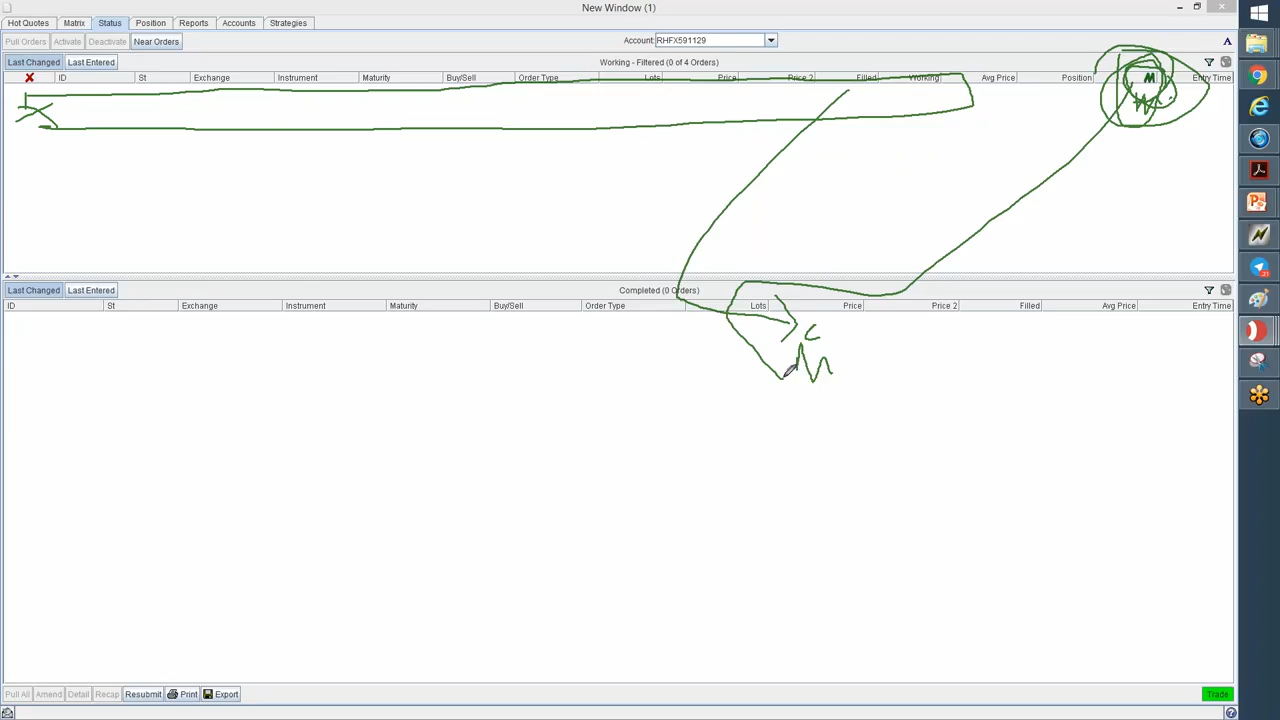 New Window (1)
Hot Quotes Matrix Status Position Reports Accounts Strategies
Pull Orders Activate Deactivate Near Orders Account: RHFX591129 A
Last Changed Last Entered Working - Filtered (0 of 4 Orders)
ID St Exchange Instrument Maturity Buy/Sell Order Type Lots Price Price 2 Filled Working Avg Price Position M Entry Time
Last Changed Last Entered Completed (0 Orders)
ID St Exchange Instrument Maturity Buy/Sell Order Type Lots Price Price 2 Filled Avg Price Entry Time
C
Pull All Amend Detail Recap Resubmit Print Export Trade